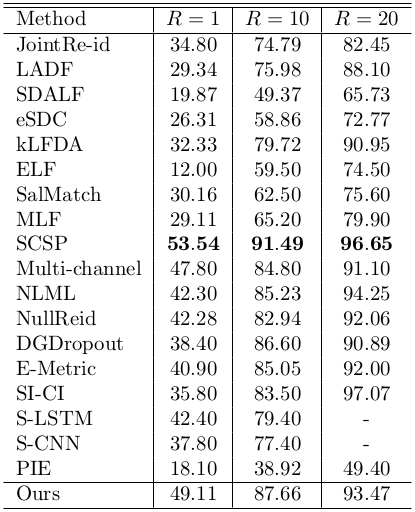 Method R = 1 R = 10 R = 20
JointRe-id 34.80 74.79 82.45
LADF 29.34 75.98 88.10
SDALF 19.87 49.37 65.73
eSDC 26.31 58.86 72.77
kLFDA 32.33 79.72 90.95
ELF 12.00 59.50 74.50
SalMatch 30.16 62.50 75.60
MLF 29.11 65.20 79.90
SCSP 53.54 91.49 96.65
Multi-channel 47.80 84.80 91.10
NLML 42.30 85.23 94.25
NullReid 42.28 82.94 92.06
DGDropout 38.40 86.60 90.89
E-Metric 40.90 85.05 92.00
SI-CI 35.80 83.50 97.07
S-LSTM 42.40 79.40 -
S-CNN 37.80 77.40 -
PIE 18.10 38.92 49.40
Ours 49.11 87.66 93.47